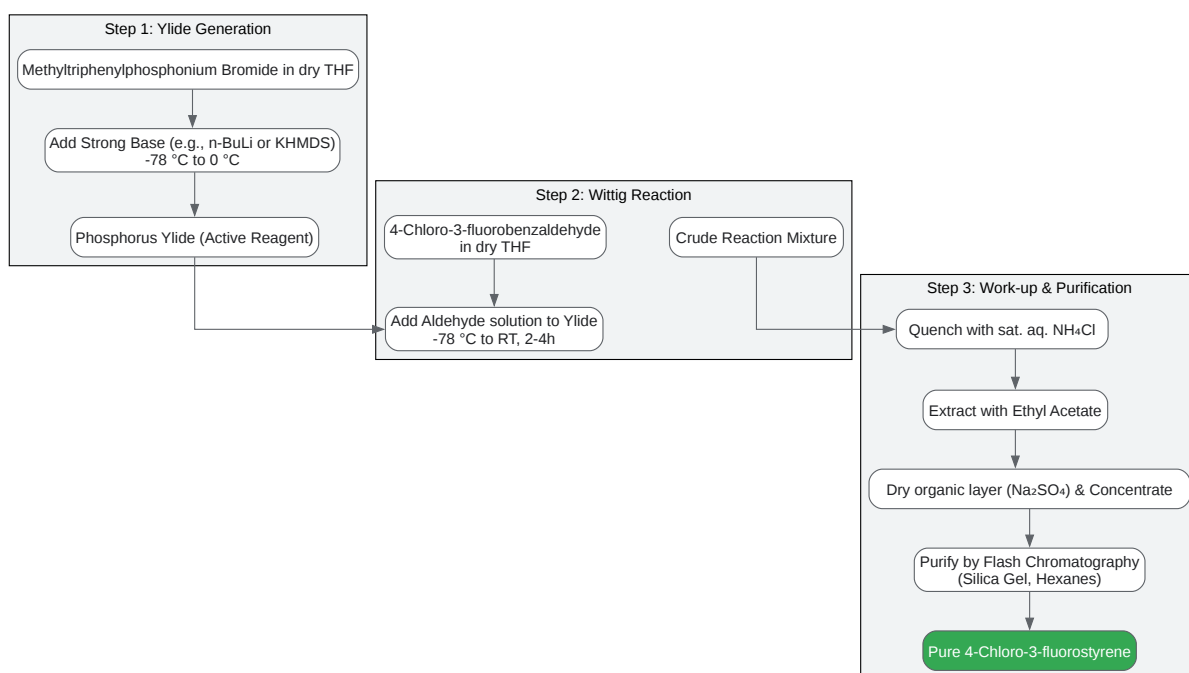 Step 1: Ylide Generation
Methyltriphenylphosphonium Bromide in dry THF
Add Strong Base (e.g., n-BuLi or KHMDS)
-78 °C to 0 °C
Phosphorus Ylide (Active Reagent)
Step 2: Wittig Reaction
4-Chloro-3-fluorobenzaldehyde
in dry THF
Crude Reaction Mixture
Add Aldehyde solution to Ylide
-78 °C to RT, 2-4h
Step 3: Work-up & Purification
Quench with sat. aq. NH₄Cl
Extract with Ethyl Acetate
Dry organic layer (Na₂SO₄) & Concentrate
Purify by Flash Chromatography
(Silica Gel, Hexanes)
Pure 4-Chloro-3-fluorostyrene